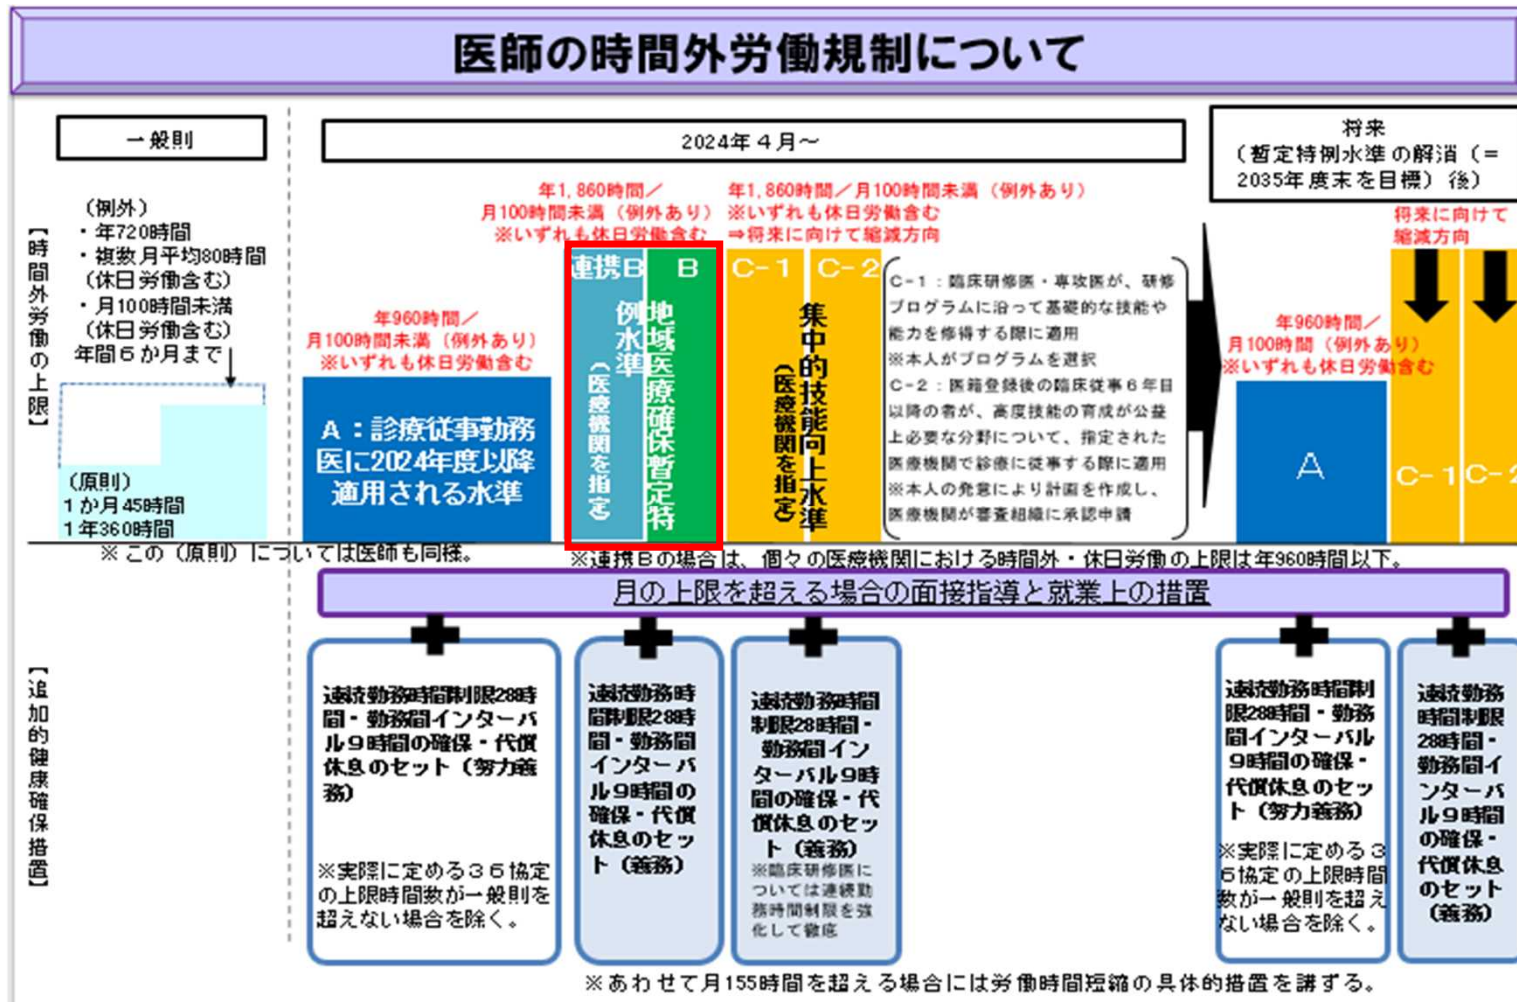 医師の時間外労働規制について
一般則
2024年４月～
将来
（暫定特例水準の解消（＝
2035年度末を目標）後）
【時間外労働の上限】
（例外）
・年720時間
・複数月平均80時間
（休日労働含む）
・月100時間未満
（休日労働含む）
年間６か月まで
（原則）
１か月45時間
１年360時間
年960時間／
月100時間未満（例外あり）
※いずれも休日労働含む
A：診療従事勤務
医に2024年度以降
適用される水準
年1,860時間／
月100時間未満（例外あり）
※いずれも休日労働含む
連携B
B
地域医療確保暫定特
例水準
（医療機関を指定）
年1,860時間／月100時間未満（例外あり）
※いずれも休日労働含む
⇒将来に向けて縮減方向
C-1
C-2
集中的技能向上水準
（医療機関を指定）
C-1：臨床研修医・専攻医が、研修
プログラムに沿って基礎的な技能や
能力を修得する際に適用
※本人がプログラムを選択
C-2：医籍登録後の臨床従事６年目
以降の者が、高度技能の育成が公益
上必要な分野について、指定された
医療機関で診療に従事する際に適用
※本人の発意により計画を作成し、
医療機関が審査組織に承認申請
年960時間／
月100時間（例外あり）
※いずれも休日労働含む
A
将来に向けて
縮減方向
C-1
C-2
※この（原則）については医師も同様。
※連携Ｂの場合は、個々の医療機関における時間外・休日労働の上限は年960時間以下。
月の上限を超える場合の面接指導と就業上の措置
【追加的健康確保措置】
連続勤務時間制限28時
間・勤務間インターバ
ル９時間の確保・代償
休息のセット（努力義
務）
※実際に定める３６協定
の上限時間数が一般則を
超えない場合を除く。
連続勤務時
間制限28時
間・勤務間
インターバ
ル９時間の
確保・代償
休息のセッ
ト（義務）
連続勤務時間
制限28時間・
勤務間イン
ターバル９時
間の確保・代
償休息のセッ
ト（義務）
※臨床研修医に
ついては連続勤
務時間制限を強
化して徹底
連続勤務時間制
限28時間・勤務
間インターバル
９時間の確保・
代償休息のセッ
ト（努力義務）
※実際に定める３
６協定の上限時間
数が一般則を超え
ない場合を除く。
連続勤務
時間制限
28時間・
勤務間イ
ンターバ
ル９時間
の確保・
代償休息
のセット
（義務）
※あわせて月155時間を超える場合には労働時間短縮の具体的措置を講ずる。